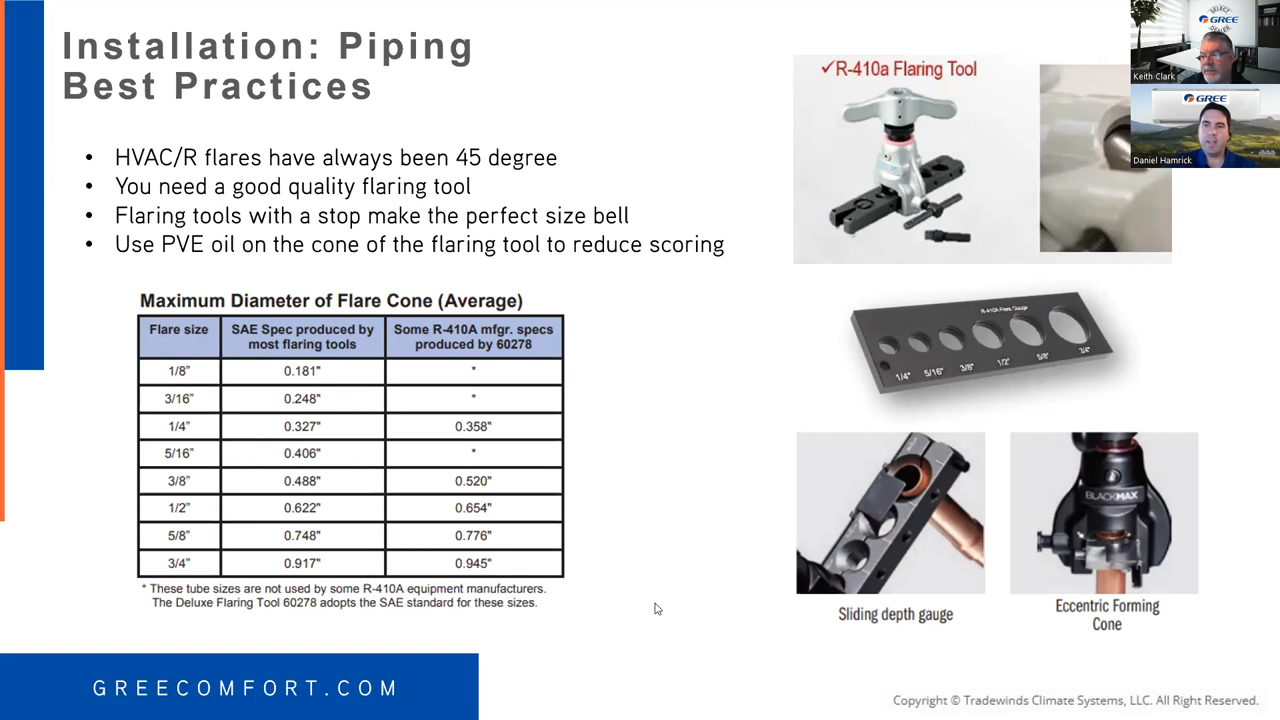 Installation: Piping
Best Practices
• HVAC/R flares have always been 45 degree
• You need a good quality flaring tool
• Flaring tools with a stop make the perfect size bell
• Use PVE oil on the cone of the flaring tool to reduce scoring
Maximum Diameter of Flare Cone (Average)
Flare size SAE Spec produced by most flaring tools Some R-410A mfgr. specs produced by 60278
1/8" 0.181" *
3/16" 0.248" *
1/4" 0.327" 0.358"
5/16" 0.406" *
3/8" 0.488" 0.520"
1/2" 0.622" 0.654"
5/8" 0.748" 0.776"
3/4" 0.917" 0.945"
* These tube sizes are not used by some R-410A equipment manufacturers.
The Deluxe Flaring Tool 60278 adopts the SAE standard for these sizes.
✓R-410a Flaring Tool
SELECT
GREE
DEALER
Keith Clark
GREE
Daniel Hamrick
R-410A Flare Gauge
1/4" 5/16" 3/8" 1/2" 5/8" 3/4"
BLACKMAX
Sliding depth gauge
Eccentric Forming
Cone
GREECOMFORT.COM
Copyright © Tradewinds Climate Systems, LLC. All Right Reserved.